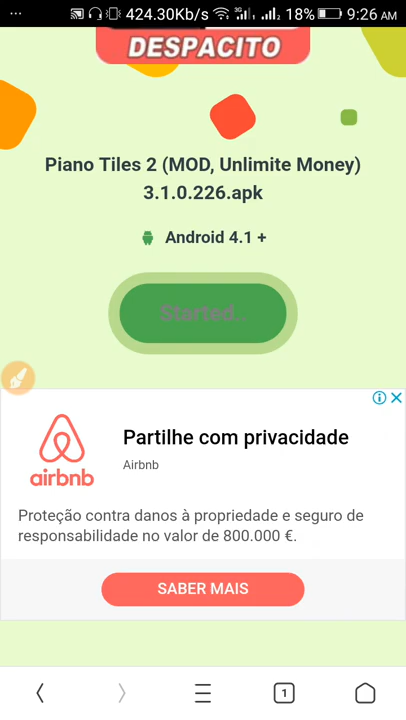 ... 424.30Kb/s 3G 18% 9:26 AM
DESPACITO
Piano Tiles 2 (MOD, Unlimite Money)
3.1.0.226.apk
Android 4.1 +
Started..
Partilhe com privacidade
Airbnb
airbnb
Proteção contra danos à propriedade e seguro de
responsabilidade no valor de 800.000 €.
SABER MAIS
1